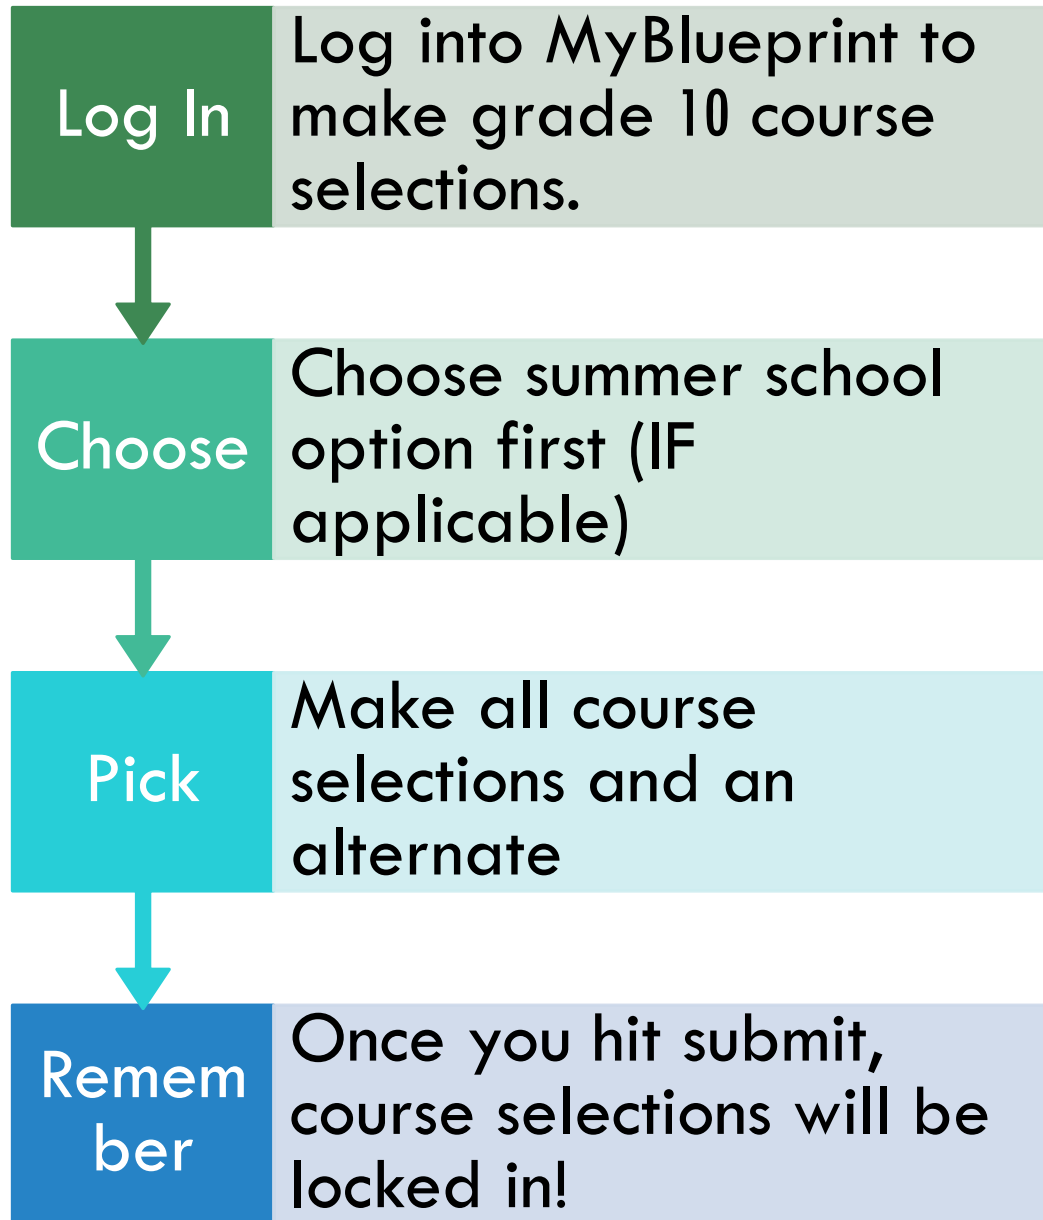 Log In
Log into MyBlueprint to
make grade 10 course
selections.
Choose
Choose summer school
option first (IF
applicable)
Pick
Make all course
selections and an
alternate
Remem
ber
Once you hit submit,
course selections will be
locked in!